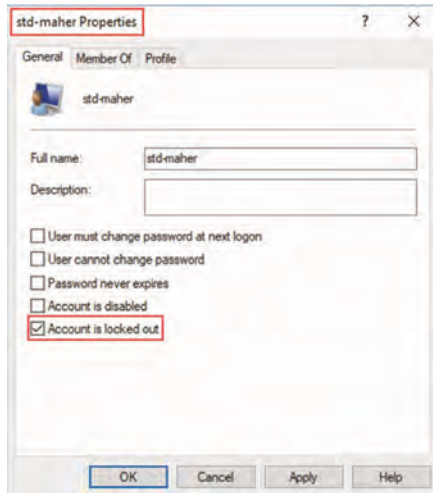 std-maher Properties ? ×
General Member Of Profile
std-maher
Full name: std-maher
Description:
User must change password at next logon
User cannot change password
Password never expires
Account is disabled
Account is locked out
OK Cancel Apply Help